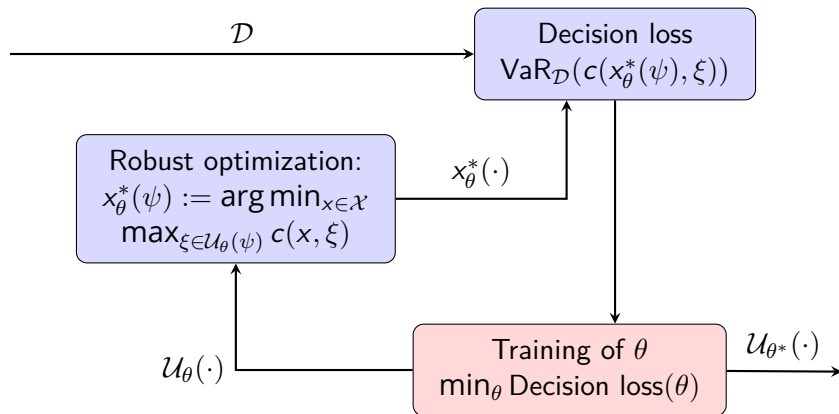 𝒟
Decision loss
VaR_𝒟(c(x*_θ(ψ), ξ))
Robust optimization:
x*_θ(ψ) := arg min_{x∈𝒳}
max_{ξ∈𝒰_θ(ψ)} c(x, ξ)
x*_θ(·)
𝒰_θ(·)
Training of θ
min_θ Decision loss(θ)
𝒰_{θ*}(·)